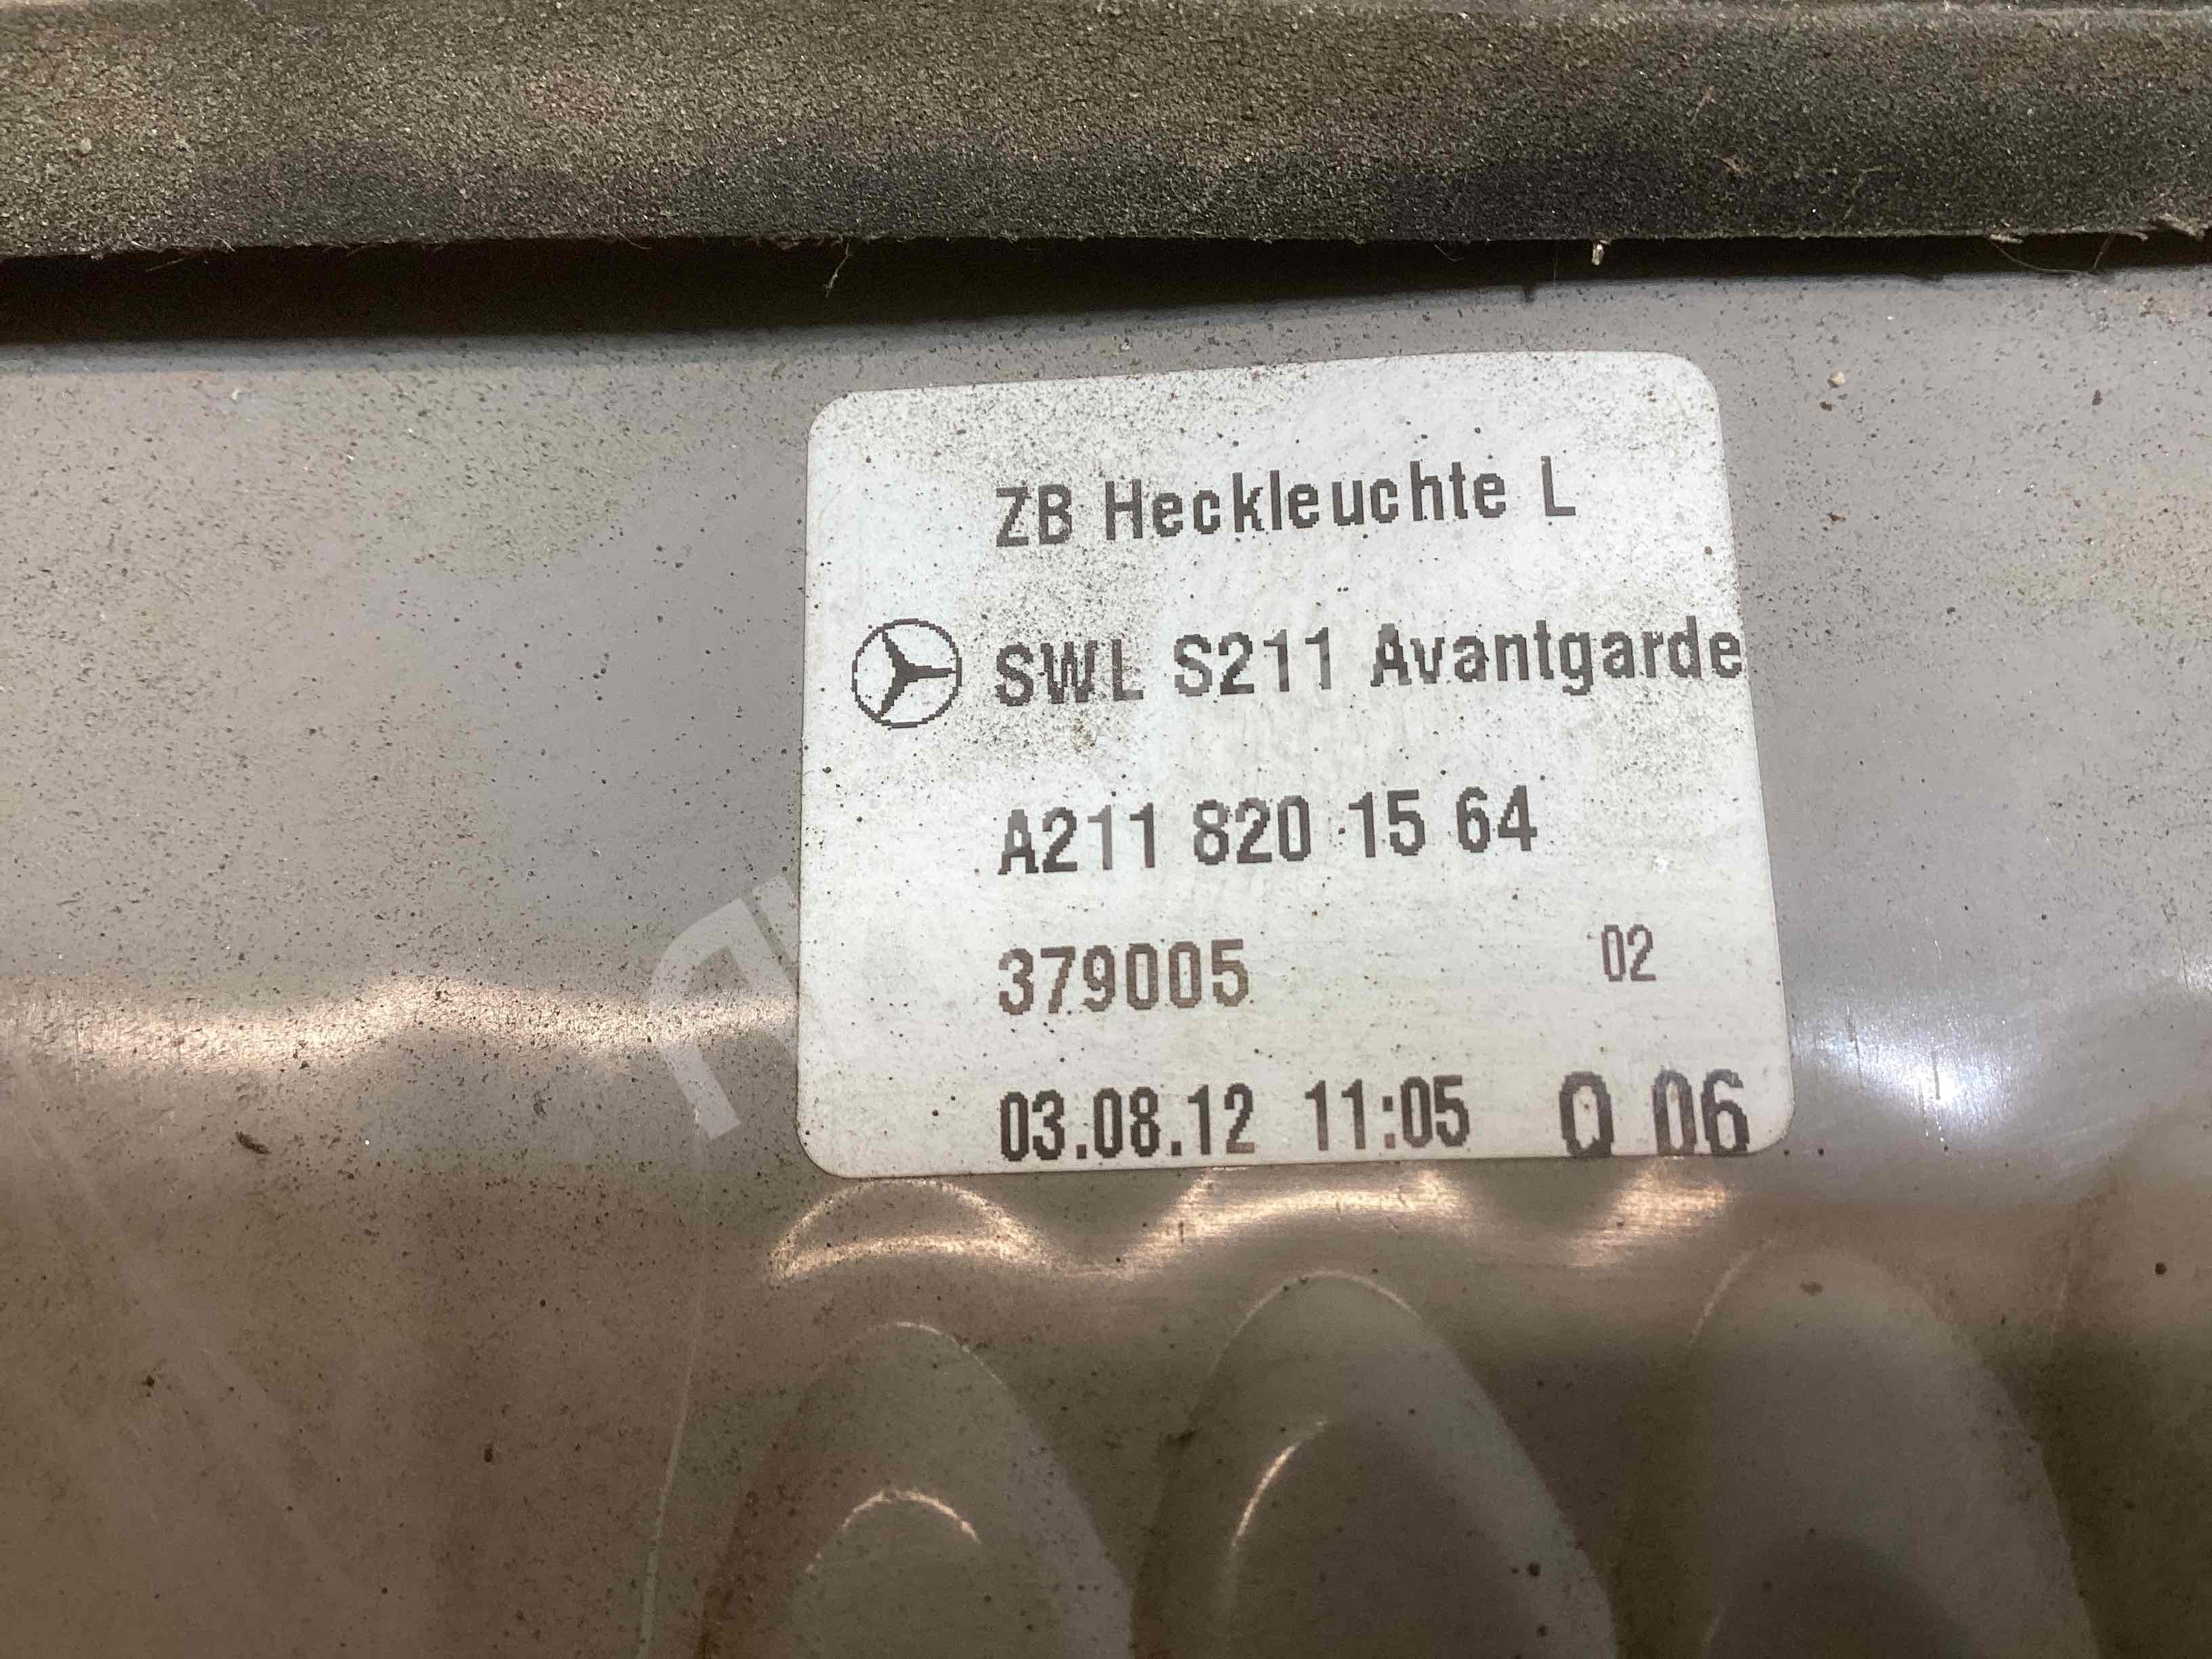 ZB Heckleuchte L
SWL S211 Avantgarde
A211 820 15 64
379005 02
03.08.12 11:05 Q 06